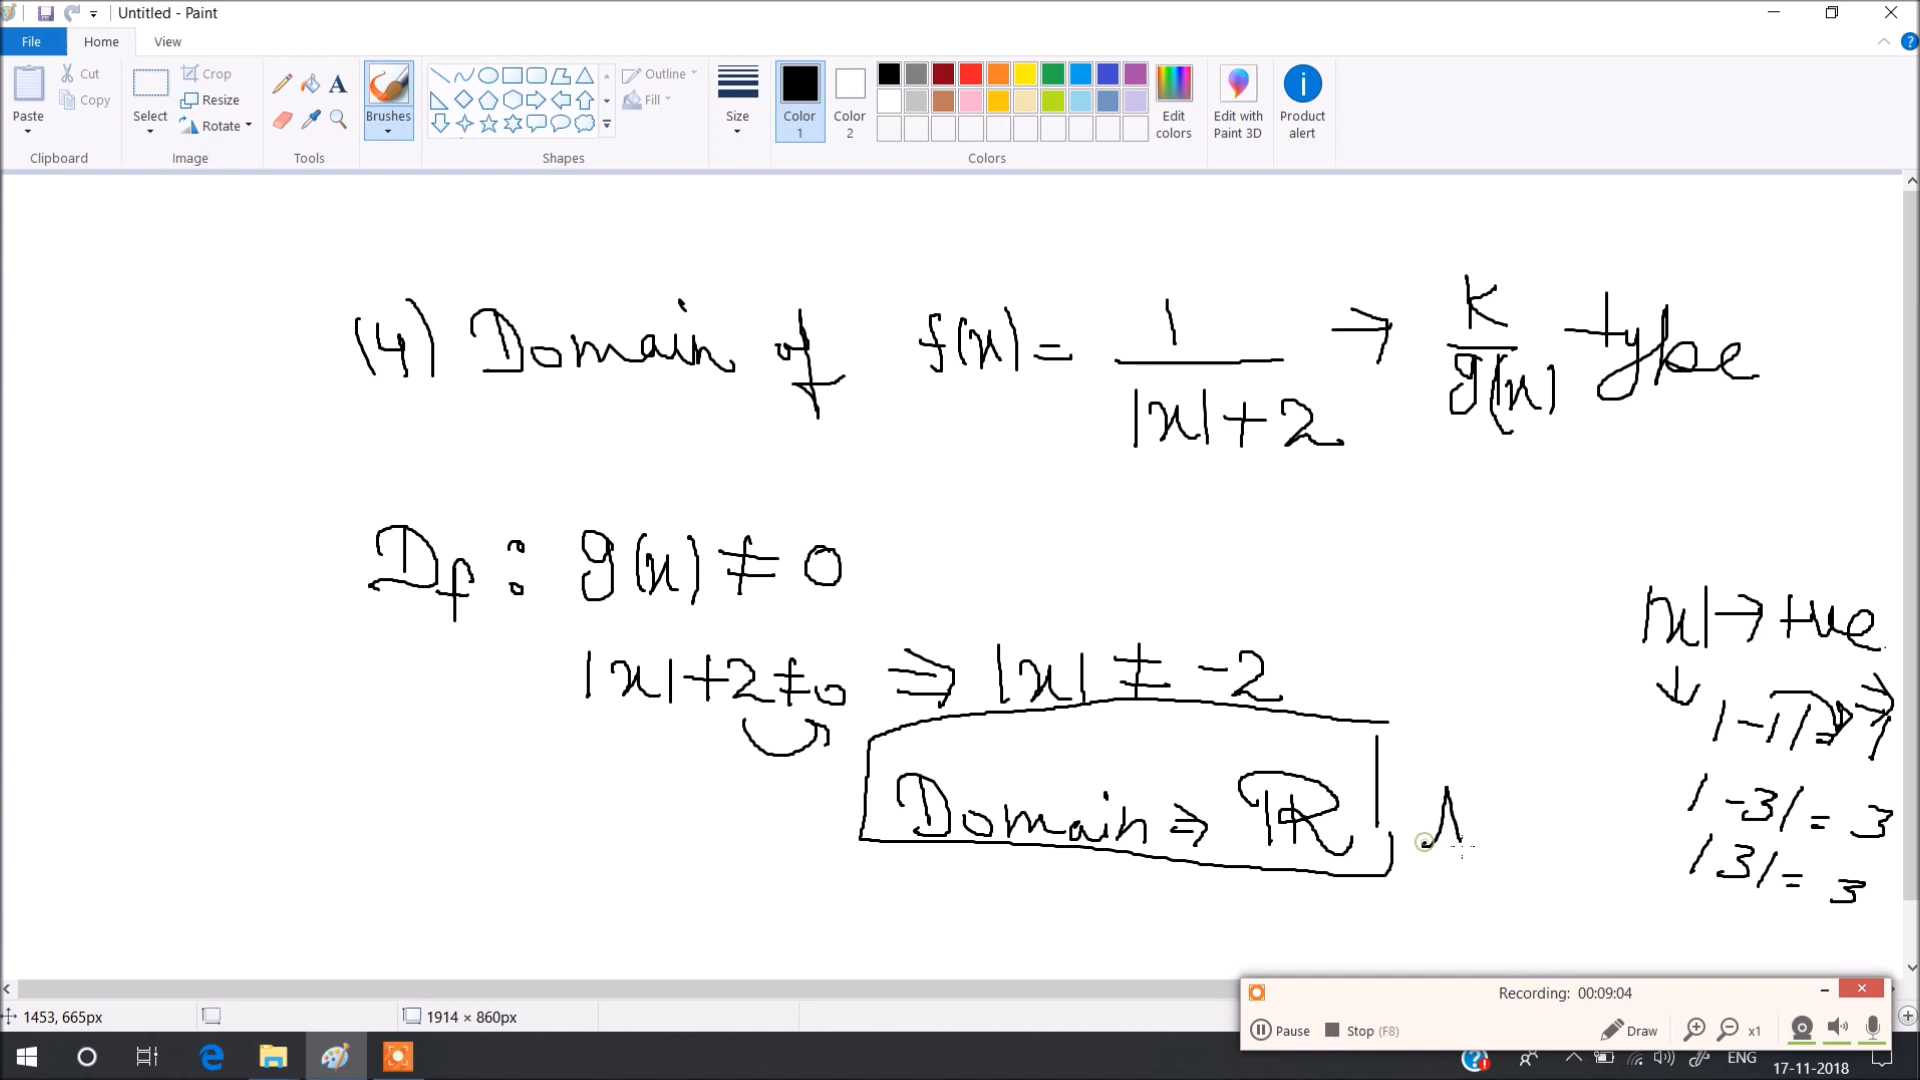 Untitled - Paint
File Home View
Cut
Copy
Paste
Clipboard
Select
Crop
Resize
Rotate
Image
Tools
Brushes
Outline
Fill
Shapes
Size
Color 1
Color 2
Colors
Edit colors
Edit with Paint 3D
Product alert
(4) Domain of f(x) = 1 / |x| + 2 → K / g(x) type
Df : g(x) ≠ 0
|x| + 2 ≠ 0 ⇒ |x| ≠ -2
Domain ⇒ ℝ
|x| → +ve
↓
|-1| = 1
|-3| = 3
|3| = 3
1453, 665px
1914 × 860px
Recording: 00:09:04
Pause Stop (F8) Draw x1
ENG
17-11-2018